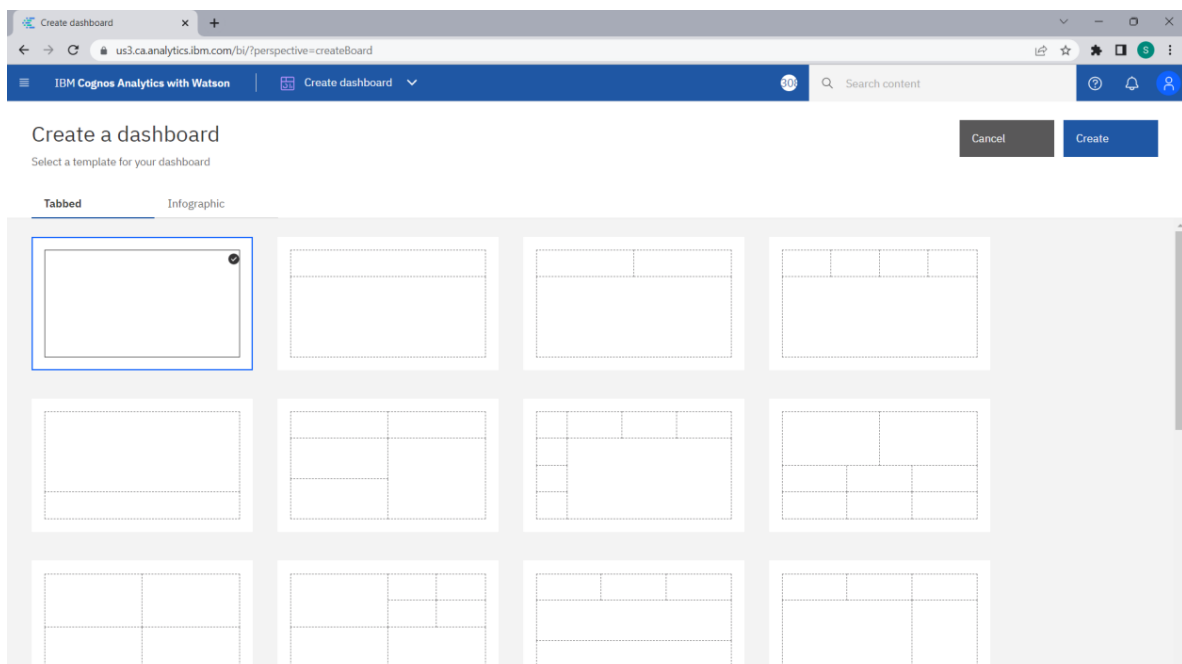 Create dashboard
us3.ca.analytics.ibm.com/bi/?perspective=createBoard
S
IBM Cognos Analytics with Watson
Create dashboard
308
Search content
Create a dashboard
Cancel
Create
Select a template for your dashboard
Tabbed
Infographic